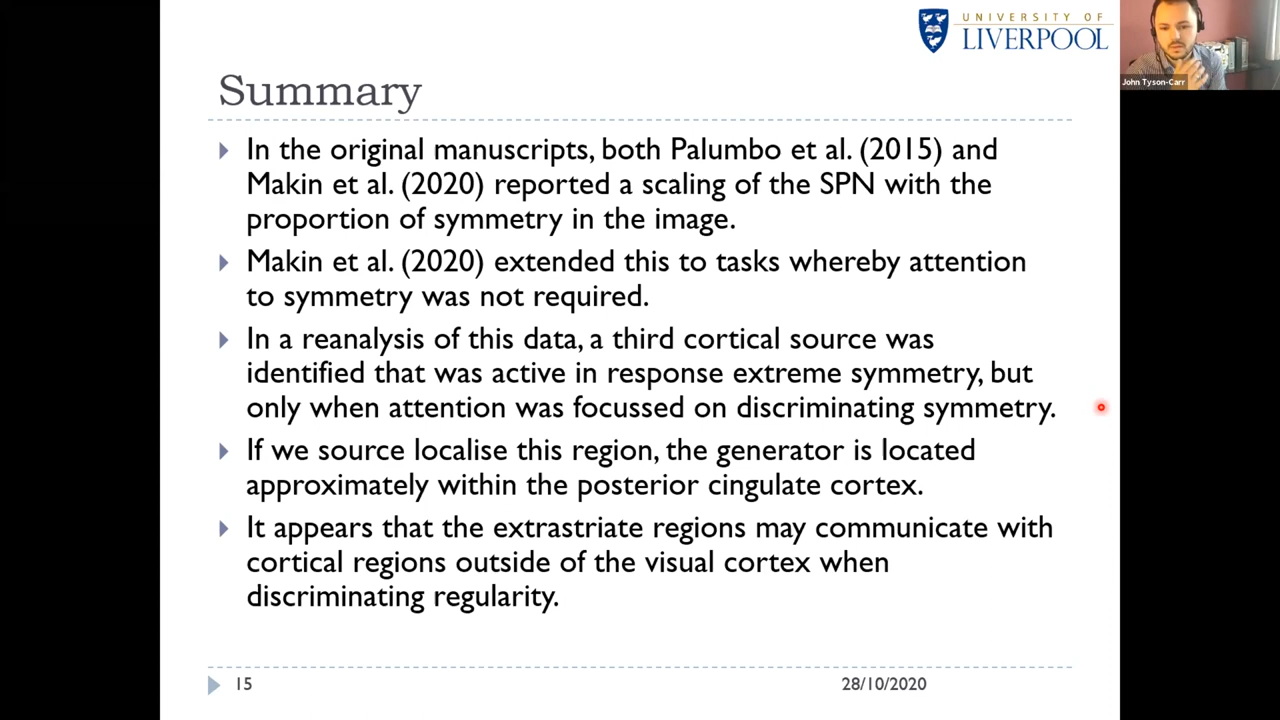 UNIVERSITY OF
LIVERPOOL
John Tyson-Carr
Summary
In the original manuscripts, both Palumbo et al. (2015) and
Makin et al. (2020) reported a scaling of the SPN with the
proportion of symmetry in the image.
Makin et al. (2020) extended this to tasks whereby attention
to symmetry was not required.
In a reanalysis of this data, a third cortical source was
identified that was active in response extreme symmetry, but
only when attention was focussed on discriminating symmetry.
If we source localise this region, the generator is located
approximately within the posterior cingulate cortex.
It appears that the extrastriate regions may communicate with
cortical regions outside of the visual cortex when
discriminating regularity.
15
28/10/2020